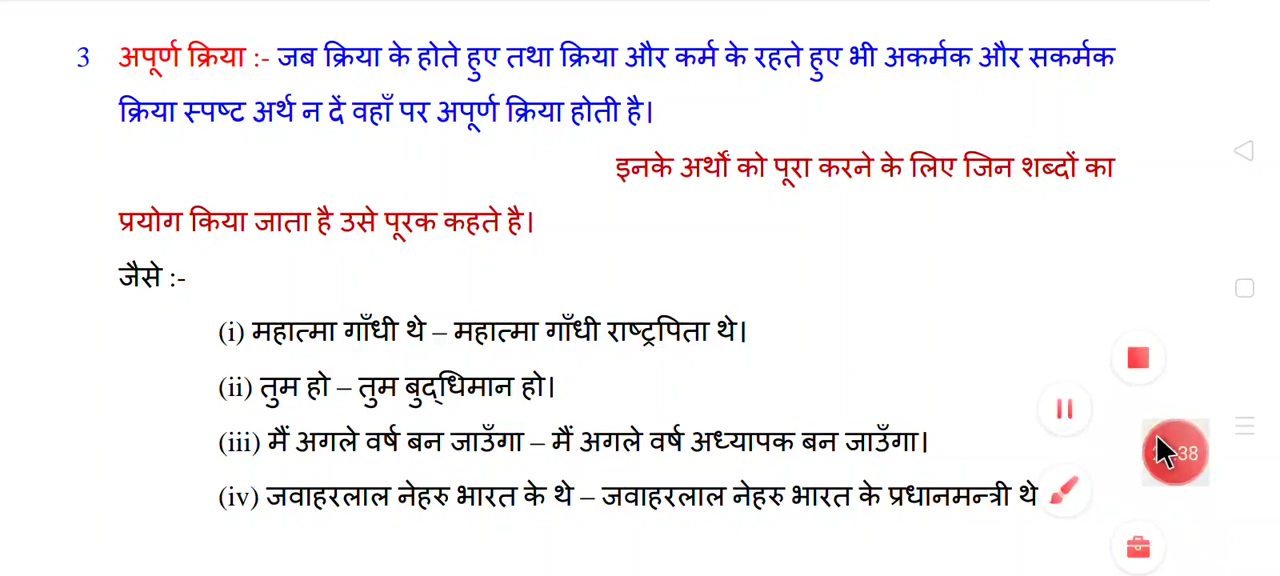 3 अपूर्ण क्रिया :- जब क्रिया के होते हुए तथा क्रिया और कर्म के रहते हुए भी अकर्मक और सकर्मक
क्रिया स्पष्ट अर्थ न दें वहाँ पर अपूर्ण क्रिया होती है।
इनके अर्थों को पूरा करने के लिए जिन शब्दों का
प्रयोग किया जाता है उसे पूरक कहते है।
जैसे :-
(i) महात्मा गाँधी थे – महात्मा गाँधी राष्ट्रपिता थे।
(ii) तुम हो – तुम बुद्धिमान हो।
(iii) मैं अगले वर्ष बन जाउँगा – मैं अगले वर्ष अध्यापक बन जाउँगा।
(iv) जवाहरलाल नेहरु भारत के थे – जवाहरलाल नेहरु भारत के प्रधानमन्त्री थे